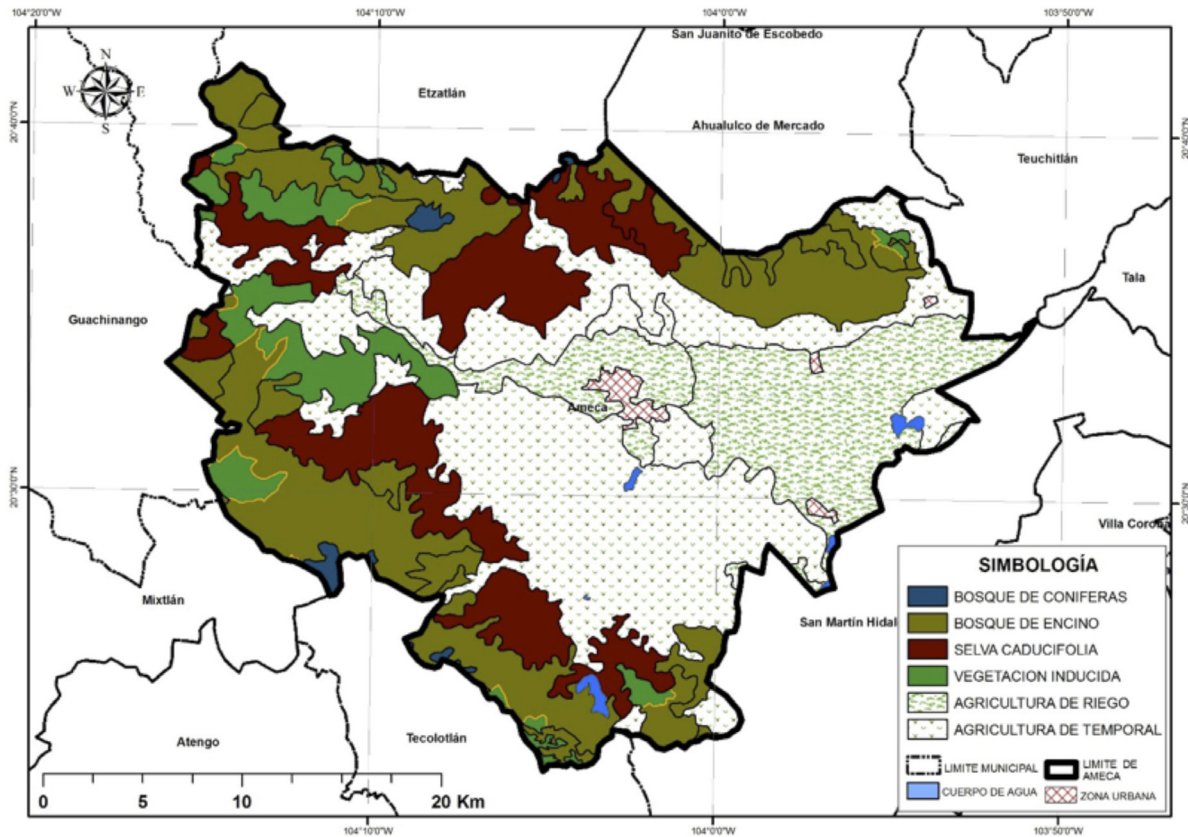 104°20'0"W
104°10'0"W
104°0'0"W
103°50'0"W
San Juanito de Escobedo
N
W
E
S
Etzatlán
20°40'0"N
Ahualulco de Mercado
20°40'0"N
Teuchitlán
Tala
Guachinango
Ameca
20°30'0"N
20°30'0"N
Villa Corona
SIMBOLOGÍA
BOSQUE DE CONIFERAS
Mixtlán
BOSQUE DE ENCINO
San Martín Hidal
SELVA CADUCIFOLIA
VEGETACION INDUCIDA
AGRICULTURA DE RIEGO
AGRICULTURA DE TEMPORAL
Atengo
Tecolotlán
LIMITE MUNICIPAL
LIMITE DE
AMECA
CUERPO DE AGUA
ZONA URBANA
0
5
10
20 Km
104°10'0"W
104°0'0"W
103°50'0"W